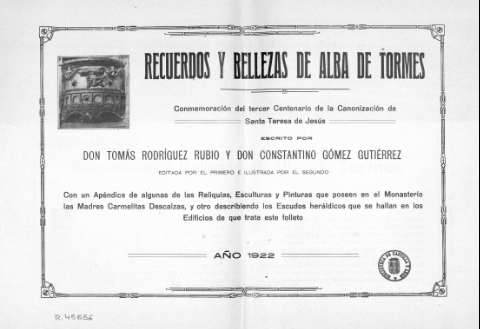 RECUERDOS Y BELLEZAS DE ALBA DE TORMES
Conmemoración del tercer Centenario de la Canonización de
Santa Teresa de Jesús
ESCRITO POR
DON TOMÁS RODRÍGUEZ RUBIO Y DON CONSTANTINO GÓMEZ GUTIÉRREZ
EDITADA POR EL PRIMERO E ILUSTRADA POR EL SEGUNDO
Con un Apéndice de algunas de las Reliquias, Esculturas y Pinturas que poseen en el Monasterio
las Madres Carmelitas Descalzas, y otro describiendo los Escudos heráldicos que se hallan en los
Edificios de que trata este folleto
AÑO 1922
BIBLIOTECA DE CASTILLA Y
R. 45656